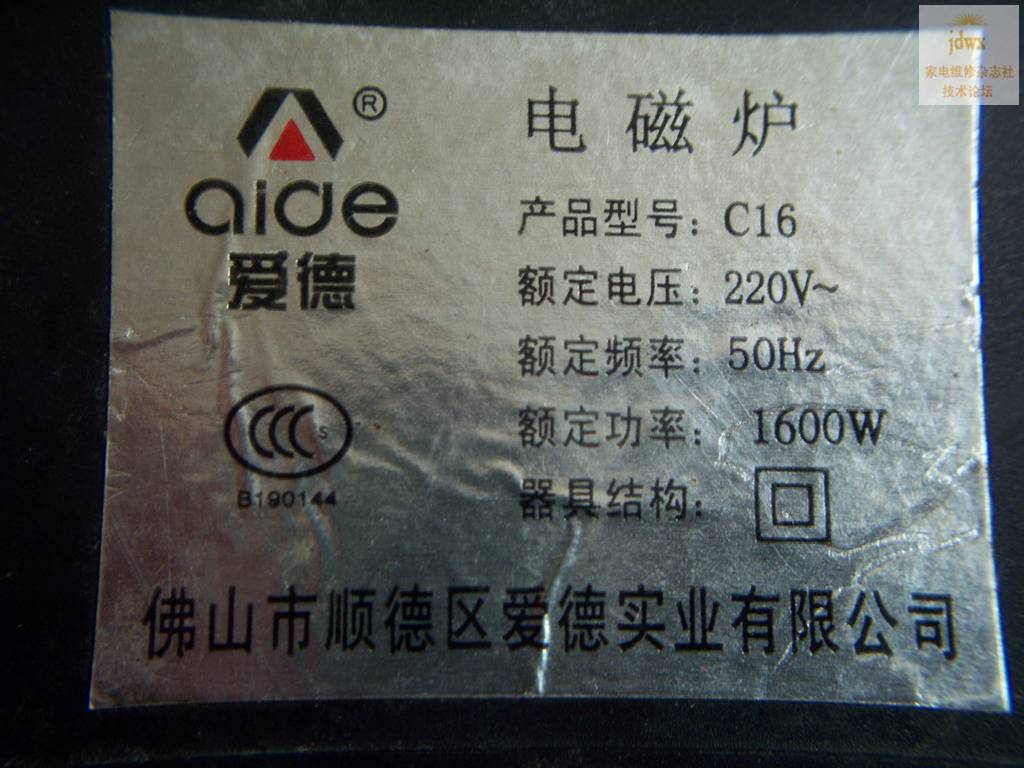 jdwx
家电维修杂志社
技术论坛
®
aide
爱德
电磁炉
产品型号：C16
额定电压：220V~
额定频率：50Hz
额定功率：1600W
器具结构：
CCC S
B190144
佛山市顺德区爱德实业有限公司